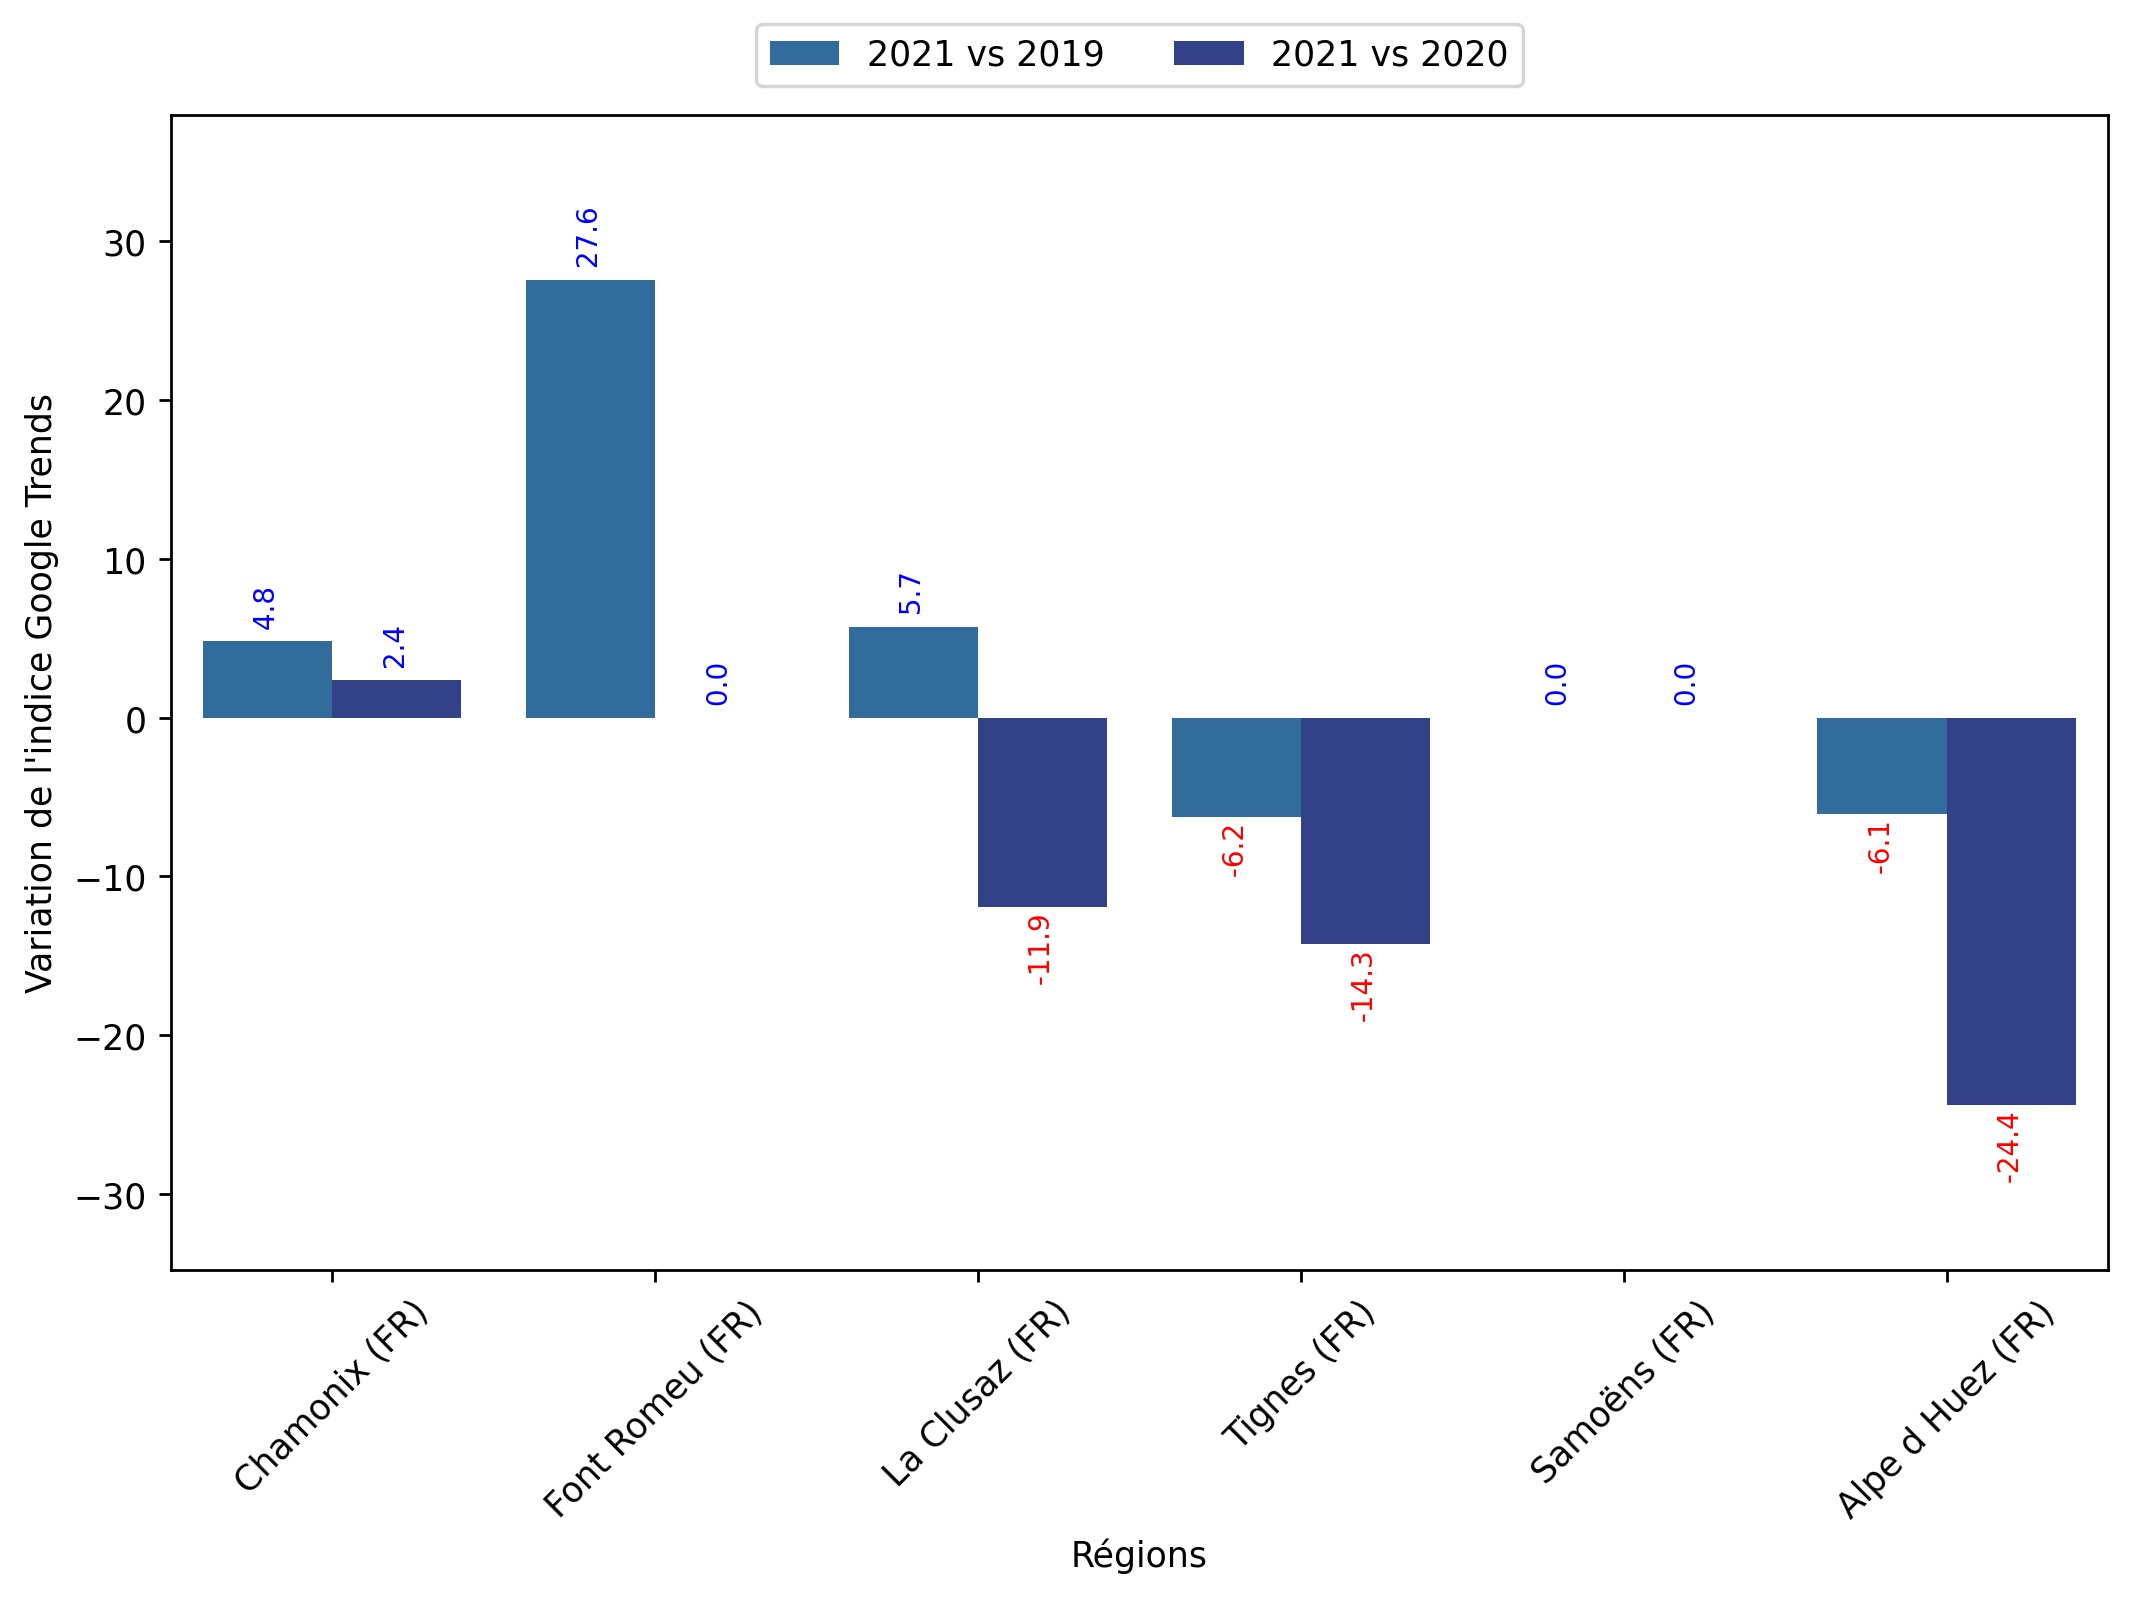 2021 vs 2019
2021 vs 2020
Variation de l'indice Google Trends
30
20
10
0
−10
−20
−30
4.8
2.4
27.6
0.0
5.7
-11.9
-6.2
-14.3
0.0
0.0
-6.1
-24.4
Chamonix (FR)
Font Romeu (FR)
La Clusaz (FR)
Tignes (FR)
Samoëns (FR)
Alpe d Huez (FR)
Régions